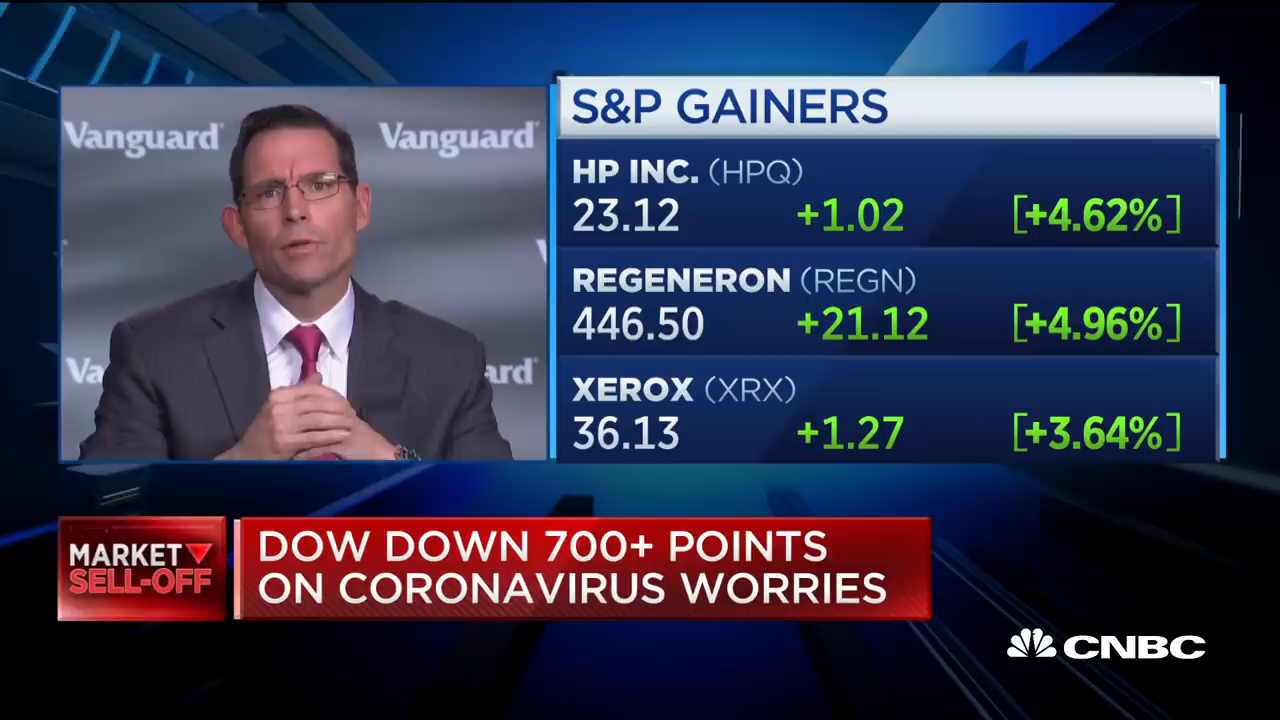 Vanguard
Vanguard
Va
ard
S&P GAINERS
HP INC. (HPQ)
23.12 +1.02 [+4.62%]
REGENERON (REGN)
446.50 +21.12 [+4.96%]
XEROX (XRX)
36.13 +1.27 [+3.64%]
MARKET
SELL-OFF
DOW DOWN 700+ POINTS
ON CORONAVIRUS WORRIES
CNBC